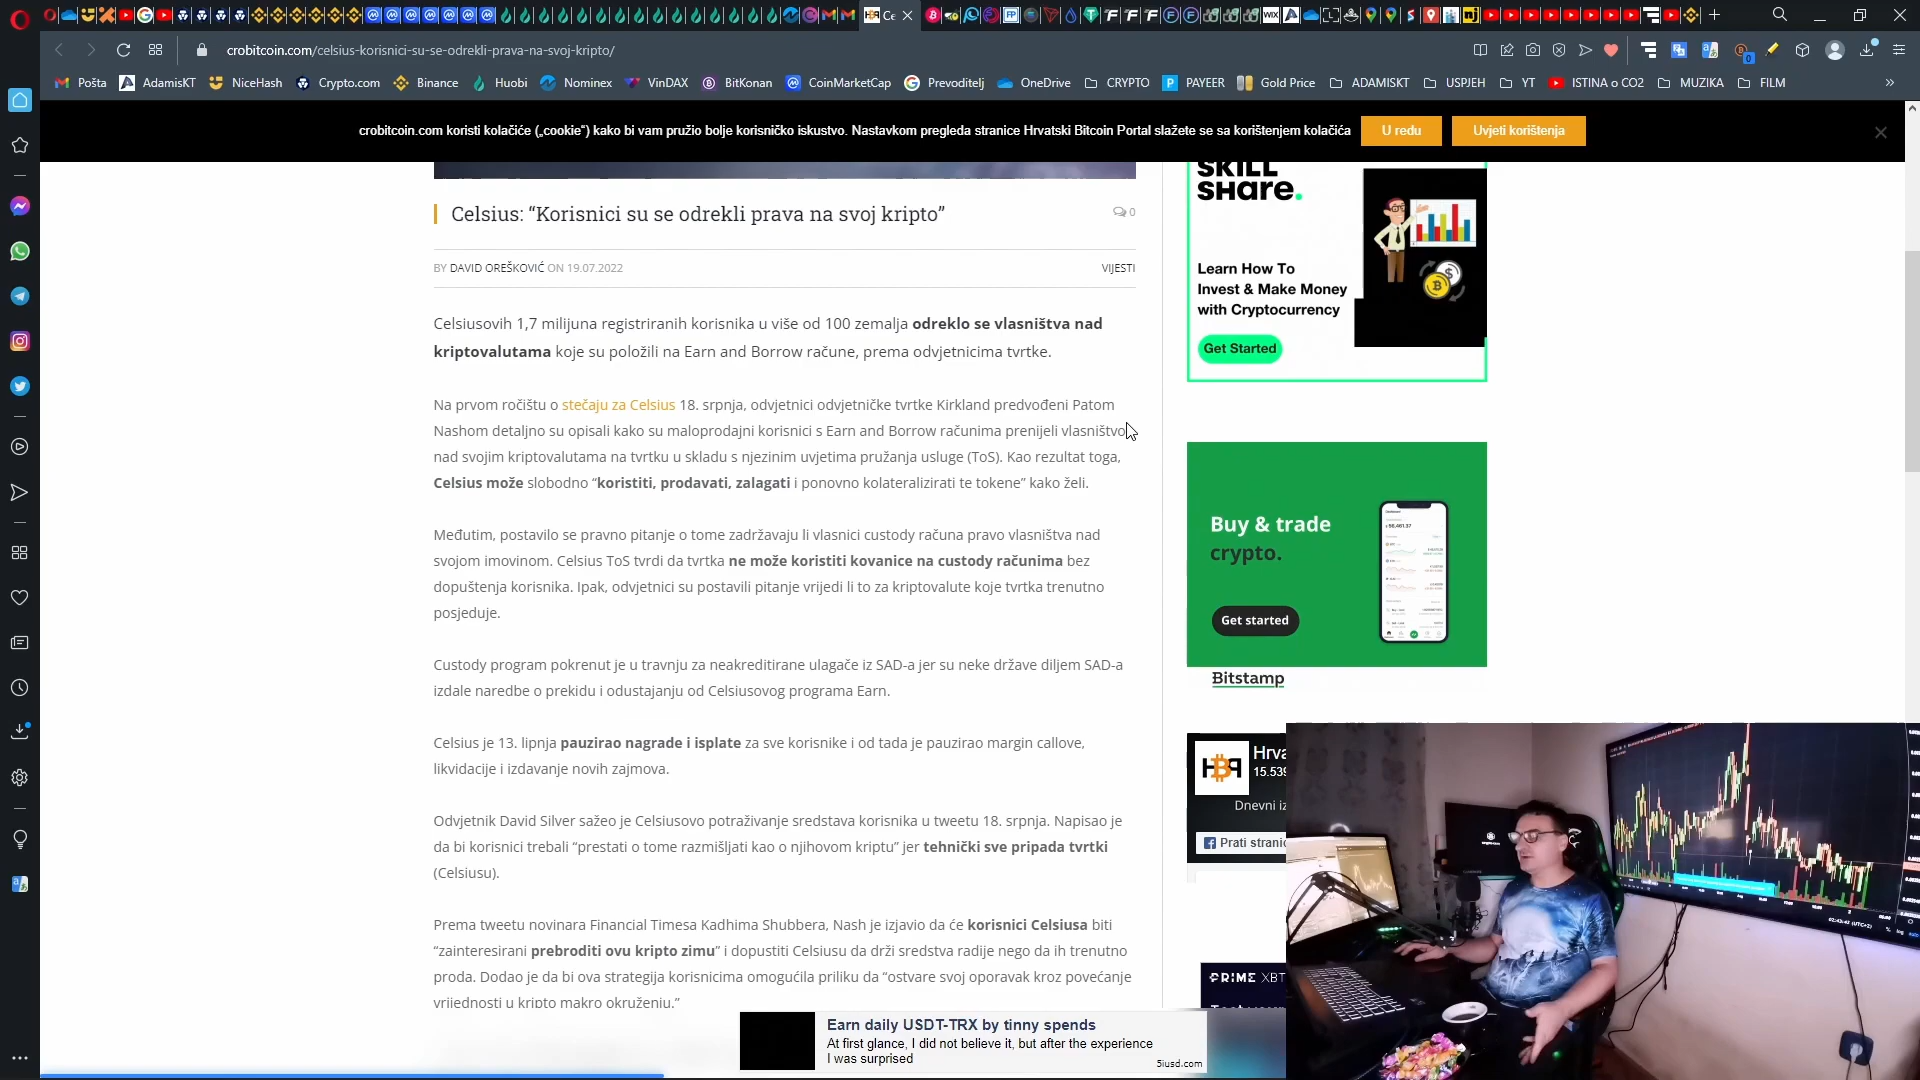 Ce
crobitcoin.com/celsius-korisnici-su-se-odrekli-prava-na-svoj-kripto/
Pošta
AdamisKT
NiceHash
Crypto.com
Binance
Huobi
Nominex
VinDAX
BitKonan
CoinMarketCap
Prevoditelj
OneDrive
CRYPTO
PAYEER
Gold Price
ADAMISKT
USPJEH
YT
ISTINA o CO2
MUZIKA
FILM
crobitcoin.com koristi kolačiće („cookie“) kako bi vam pružio bolje korisničko iskustvo. Nastavkom pregleda stranice Hrvatski Bitcoin Portal slažete se sa korištenjem kolačića
U redu
Uvjeti korištenja
Celsius: “Korisnici su se odrekli prava na svoj kripto”
0
BY DAVID OREŠKOVIĆ ON 19.07.2022
VIJESTI
Celsiusovih 1,7 milijuna registriranih korisnika u više od 100 zemalja odreklo se vlasništva nad
kriptovalutama koje su položili na Earn and Borrow račune, prema odvjetnicima tvrtke.
Na prvom ročištu o stečaju za Celsius 18. srpnja, odvjetnici odvjetničke tvrtke Kirkland predvođeni Patom
Nashom detaljno su opisali kako su maloprodajni korisnici s Earn and Borrow računima prenijeli vlasništvo
nad svojim kriptovalutama na tvrtku u skladu s njezinim uvjetima pružanja usluge (ToS). Kao rezultat toga,
Celsius može slobodno “koristiti, prodavati, zalagati i ponovno kolateralizirati te tokene” kako želi.
Međutim, postavilo se pravno pitanje o tome zadržavaju li vlasnici custody računa pravo vlasništva nad
svojom imovinom. Celsius ToS tvrdi da tvrtka ne može koristiti kovanice na custody računima bez
dopuštenja korisnika. Ipak, odvjetnici su postavili pitanje vrijedi li to za kriptovalute koje tvrtka trenutno
posjeduje.
Custody program pokrenut je u travnju za neakreditirane ulagače iz SAD-a jer su neke države diljem SAD-a
izdale naredbe o prekidu i odustajanju od Celsiusovog programa Earn.
Celsius je 13. lipnja pauzirao nagrade i isplate za sve korisnike i od tada je pauzirao margin callove,
likvidacije i izdavanje novih zajmova.
Odvjetnik David Silver sažeo je Celsiusovo potraživanje sredstava korisnika u tweetu 18. srpnja. Napisao je
da bi korisnici trebali “prestati o tome razmišljati kao o njihovom kriptu” jer tehnički sve pripada tvrtki
(Celsiusu).
Prema tweetu novinara Financial Timesa Kadhima Shubbera, Nash je izjavio da će korisnici Celsiusa biti
“zainteresirani prebroditi ovu kripto zimu” i dopustiti Celsiusu da drži sredstva radije nego da ih trenutno
proda. Dodao je da bi ova strategija korisnicima omogućila priliku da “ostvare svoj oporavak kroz povećanje
vrijednosti u kripto makro okruženju.”
SKILL
SHare.
Learn How To
Invest & Make Money
with Cryptocurrency
Get Started
Buy & trade
crypto.
Get started
Bitstamp
Hrva
15.539
Dnevni iz
Prati stranic
PRIME XBT
Earn daily USDT-TRX by tinny spends
At first glance, I did not believe it, but after the experience
I was surprised
5iusd.com